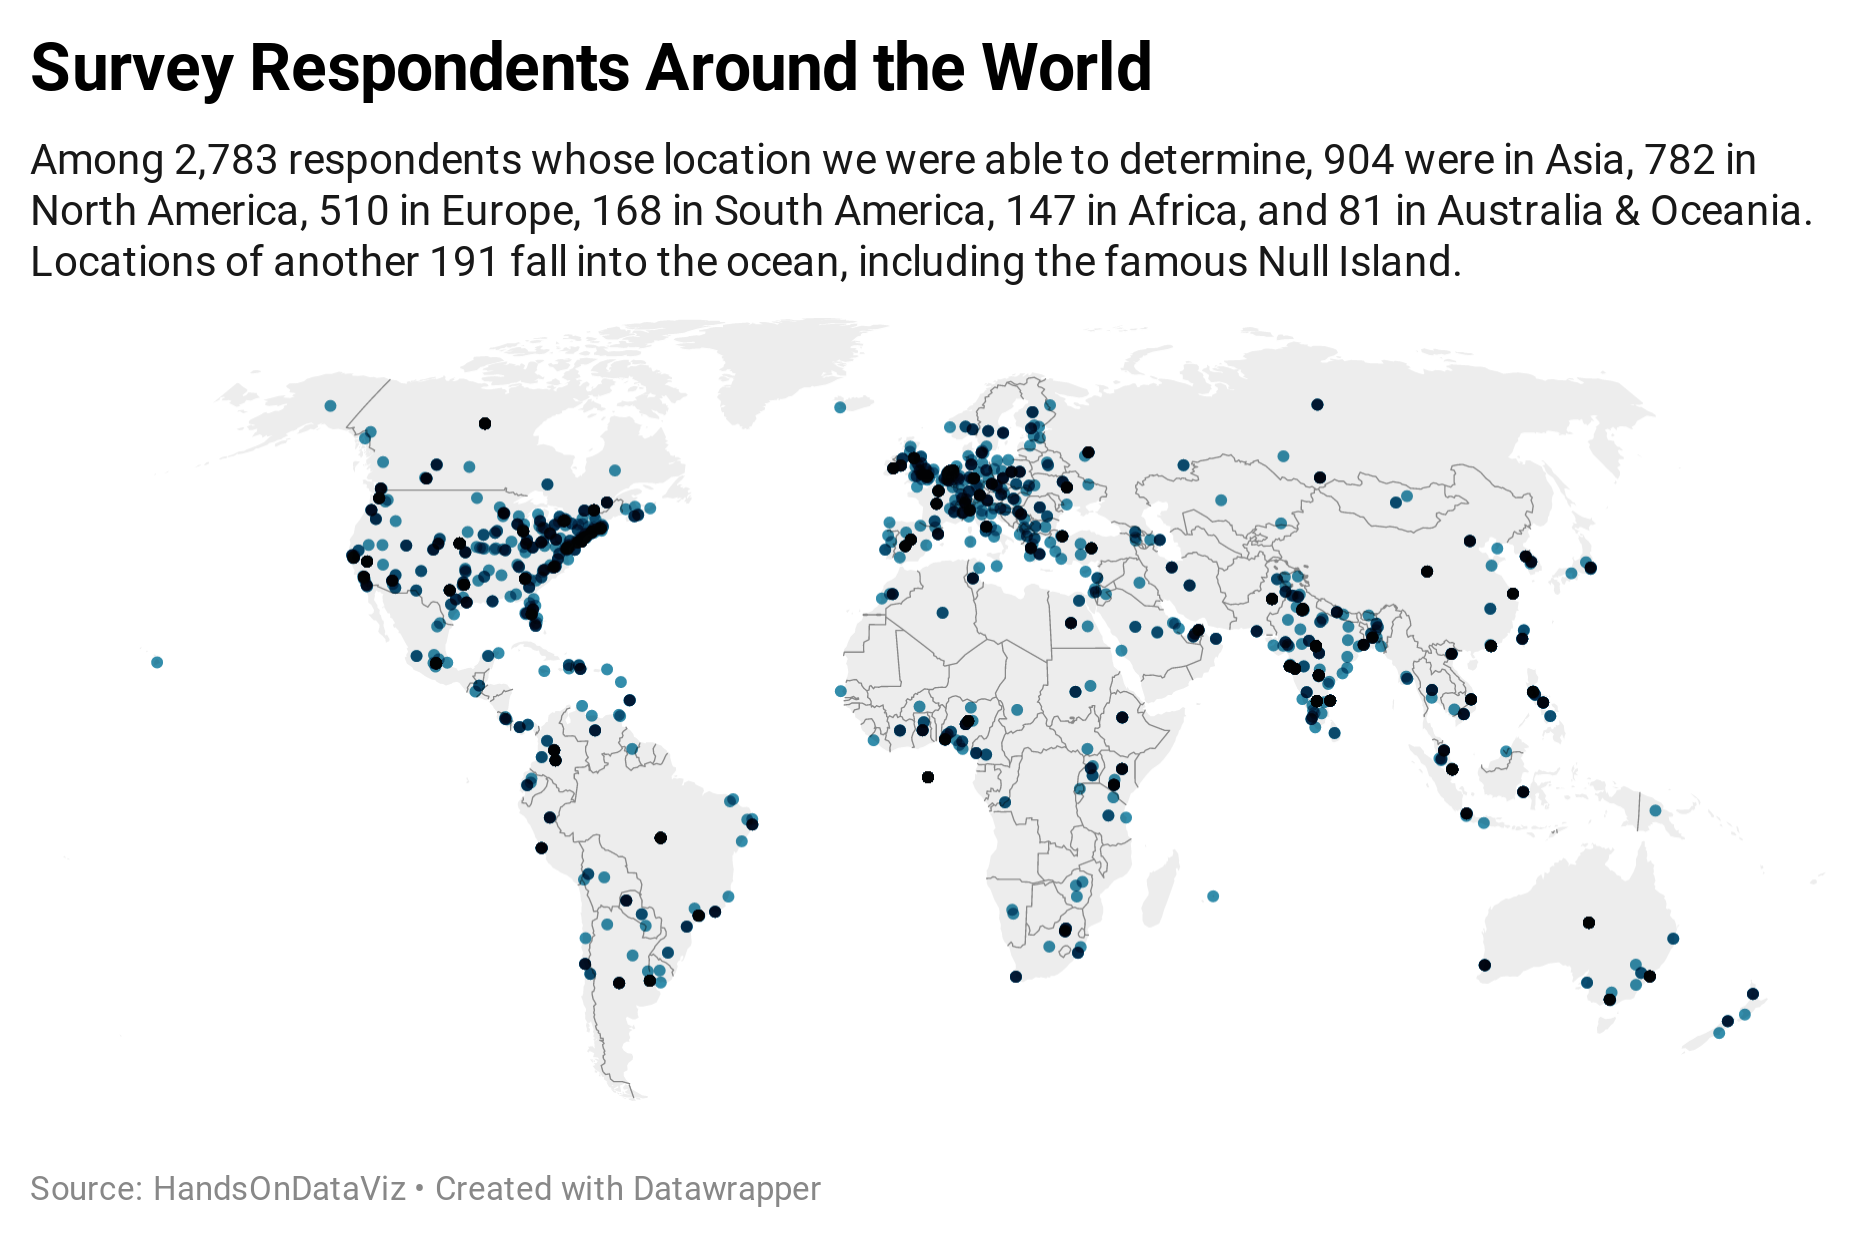 Survey Respondents Around the World
Among 2,783 respondents whose location we were able to determine, 904 were in Asia, 782 in
North America, 510 in Europe, 168 in South America, 147 in Africa, and 81 in Australia & Oceania.
Locations of another 191 fall into the ocean, including the famous Null Island.
Source: HandsOnDataViz • Created with Datawrapper